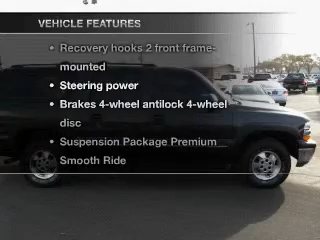 VEHICLE FEATURES
• Recovery hooks 2 front frame-
mounted
• Steering power
• Brakes 4-wheel antilock 4-wheel
disc
• Suspension Package Premium
Smooth Ride